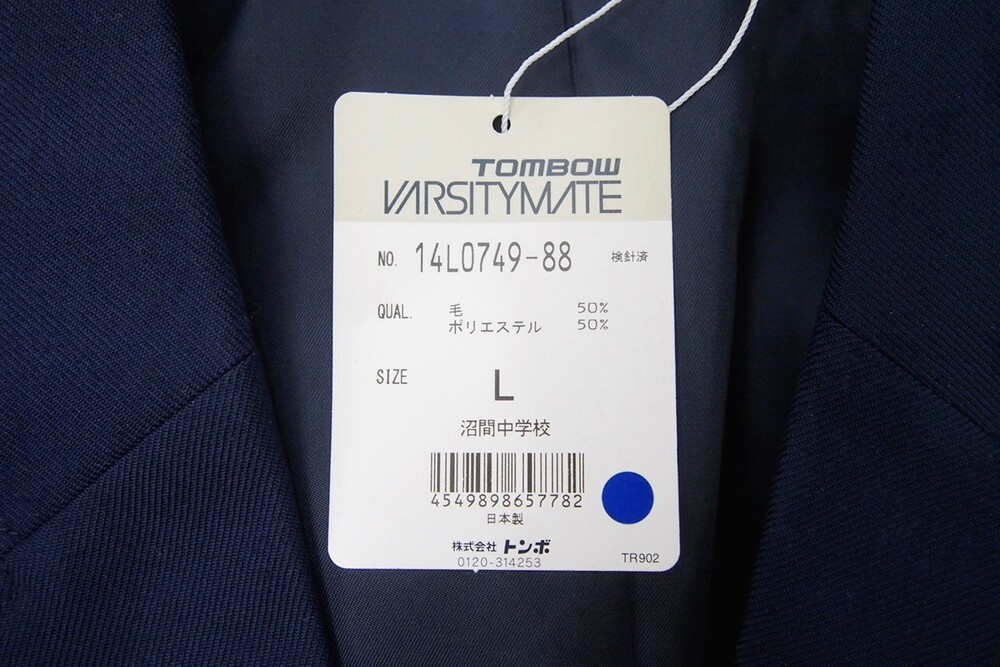 TOMBOW
VARSITYMATE
NO. 14L0749-88 検針済
QUAL. 毛 50%
ポリエステル 50%
SIZE L
沼間中学校
4549898657782
日本製
株式会社 トンボ
0120-314253
TR902